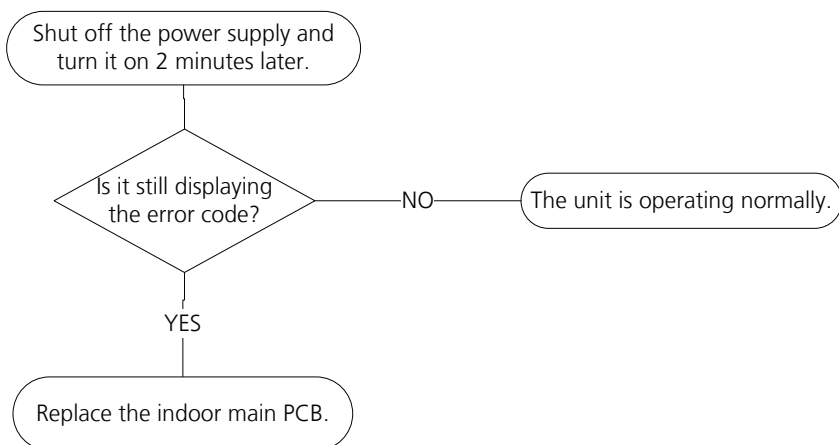 Shut off the power supply and
turn it on 2 minutes later.
Is it still displaying
the error code?
NO
The unit is operating normally.
YES
Replace the indoor main PCB.